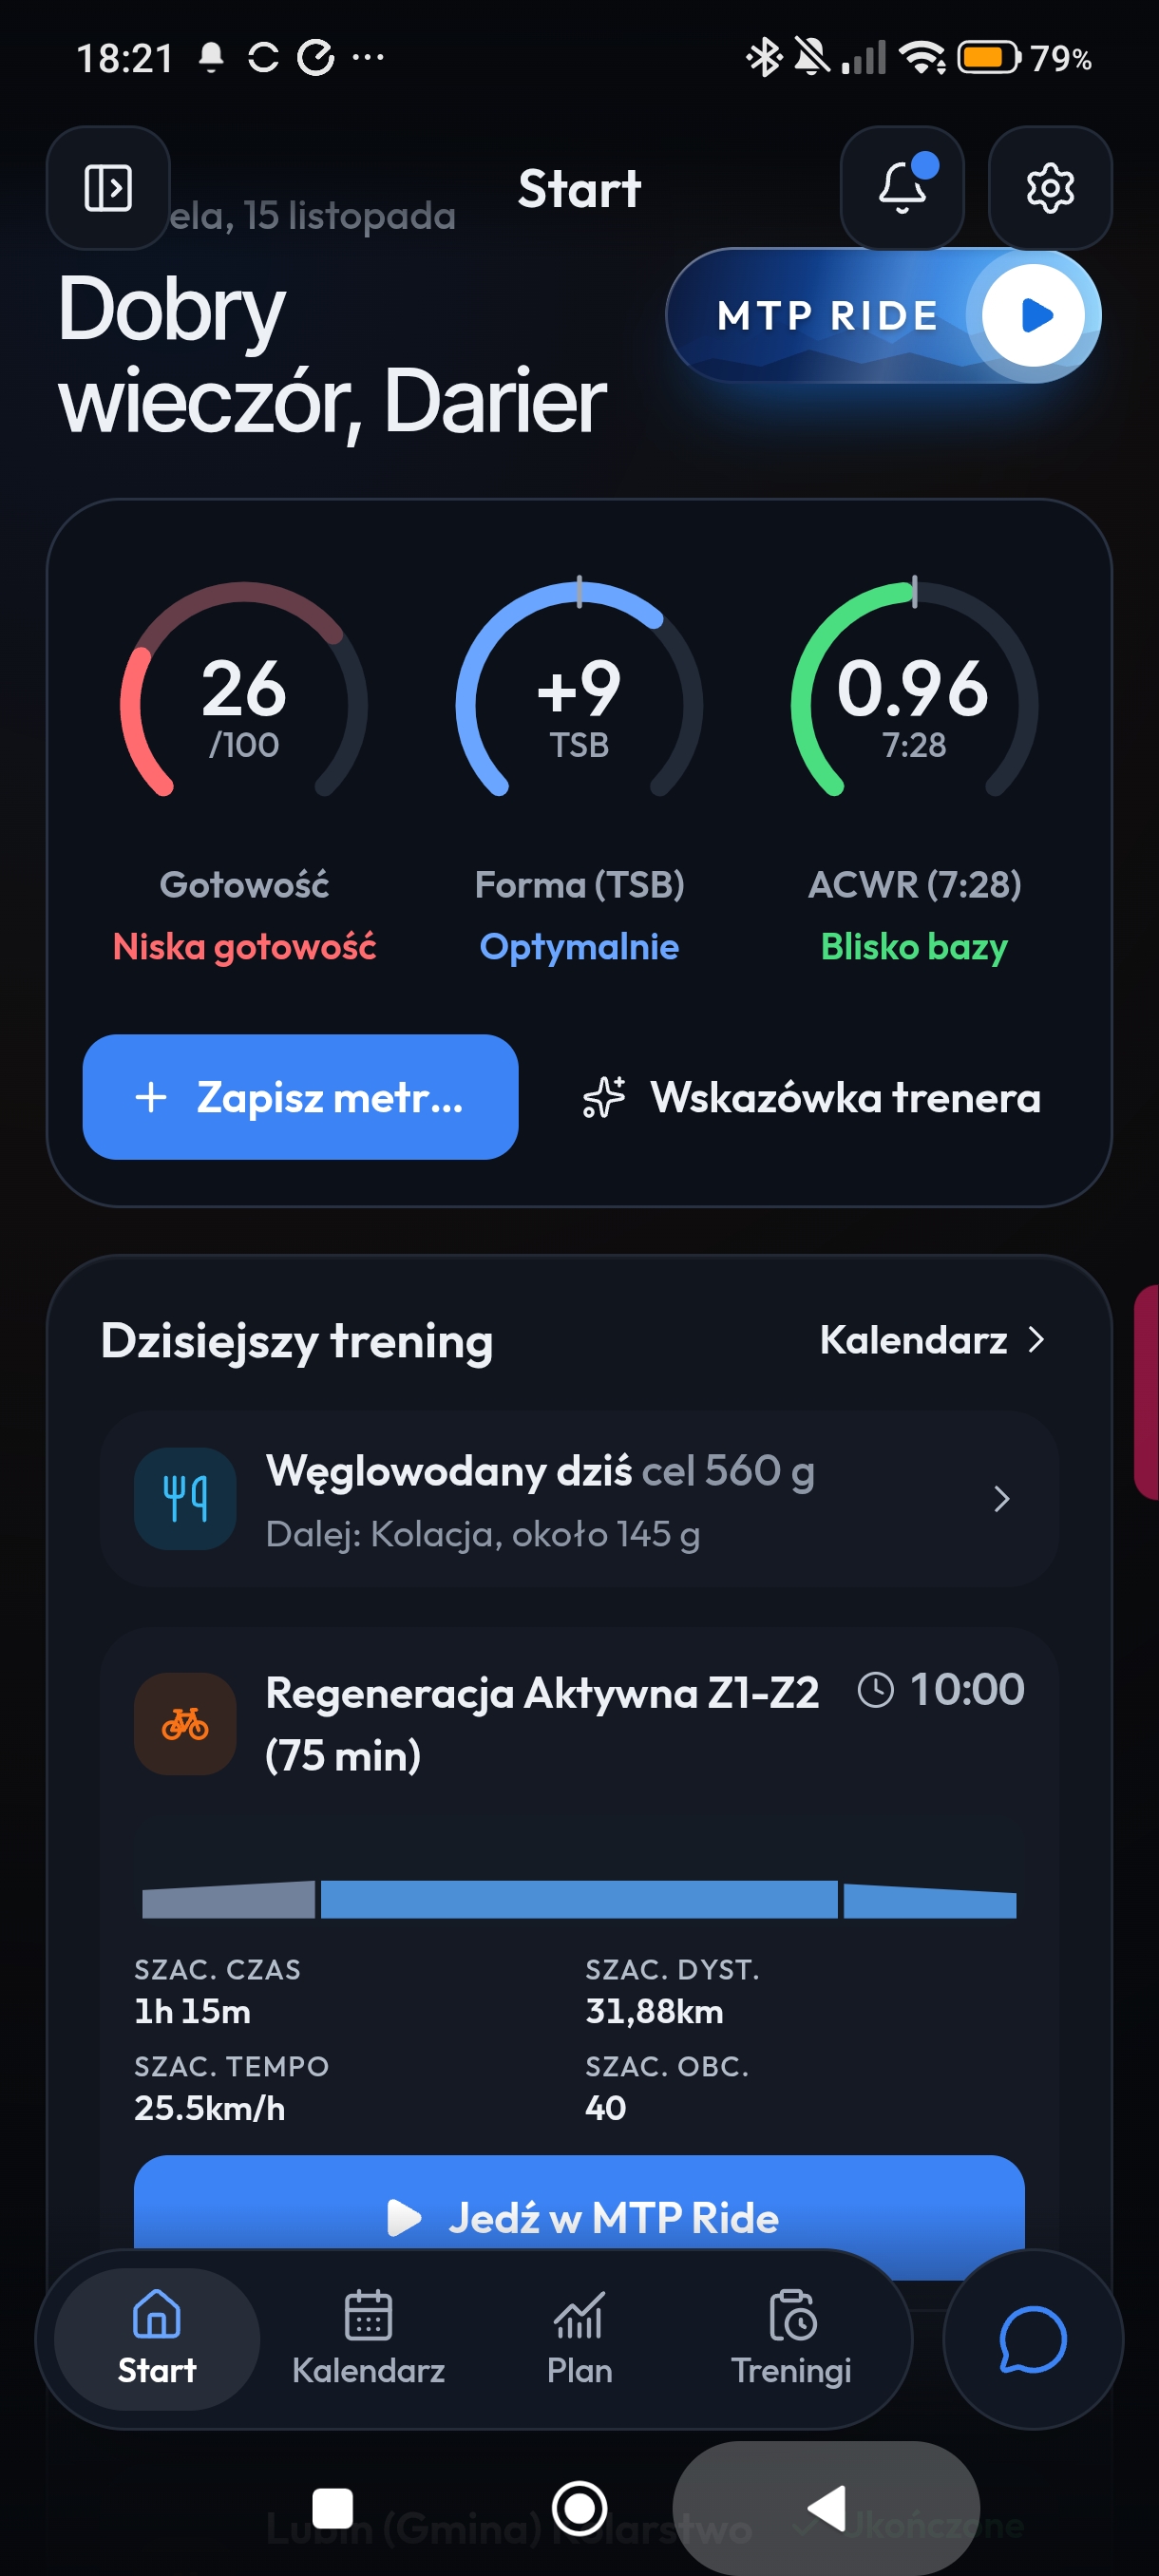 18:21
79%
Start
ela, 15 listopada
Dobry
wieczór, Darier
MTP RIDE
26
/100
+9
TSB
0.96
7:28
Gotowość
Forma (TSB)
ACWR (7:28)
Niska gotowość
Optymalnie
Blisko bazy
Zapisz metr...
Wskazówka trenera
Dzisiejszy trening
Kalendarz
Węglowodany dziś cel 560 g
Dalej: Kolacja, około 145 g
Regeneracja Aktywna Z1-Z2
10:00
(75 min)
SZAC. CZAS
SZAC. DYST.
1h 15m
31,88km
SZAC. TEMPO
SZAC. OBC.
25.5km/h
40
Jedź w MTP Ride
Start
Kalendarz
Plan
Treningi
Lubin (Gmina) Kolarstwo
Ukończone